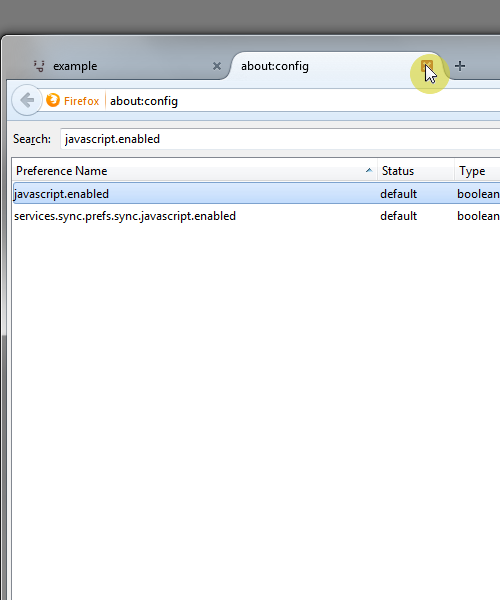 example
about:config
Firefox about:config
Search: javascript.enabled
Preference Name Status Type
javascript.enabled default boolean
services.sync.prefs.sync.javascript.enabled default boolean